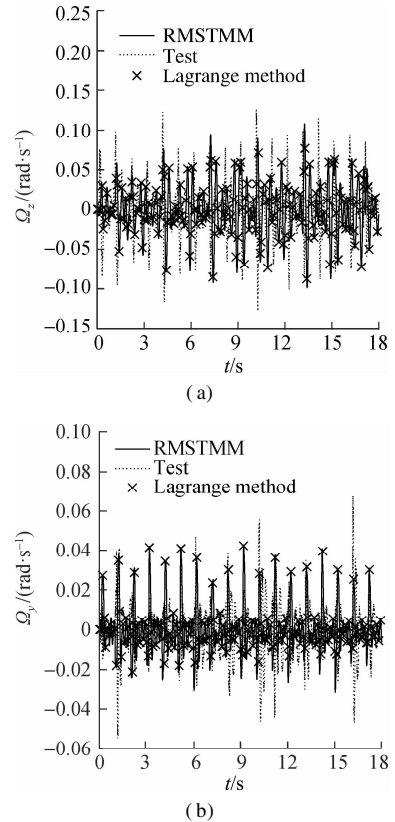 0.25
RMSTMM
0.20
Test
Lagrange method
0.15
0.10
0.05
0
−0.05
−0.10
−0.15
Ω_z/(rad·s⁻¹)
0 3 6 9 12 15 18
t/s
(a)
0.10
RMSTMM
0.08
Test
Lagrange method
0.06
0.04
0.02
0
−0.02
−0.04
−0.06
Ω_y/(rad·s⁻¹)
0 3 6 9 12 15 18
t/s
(b)